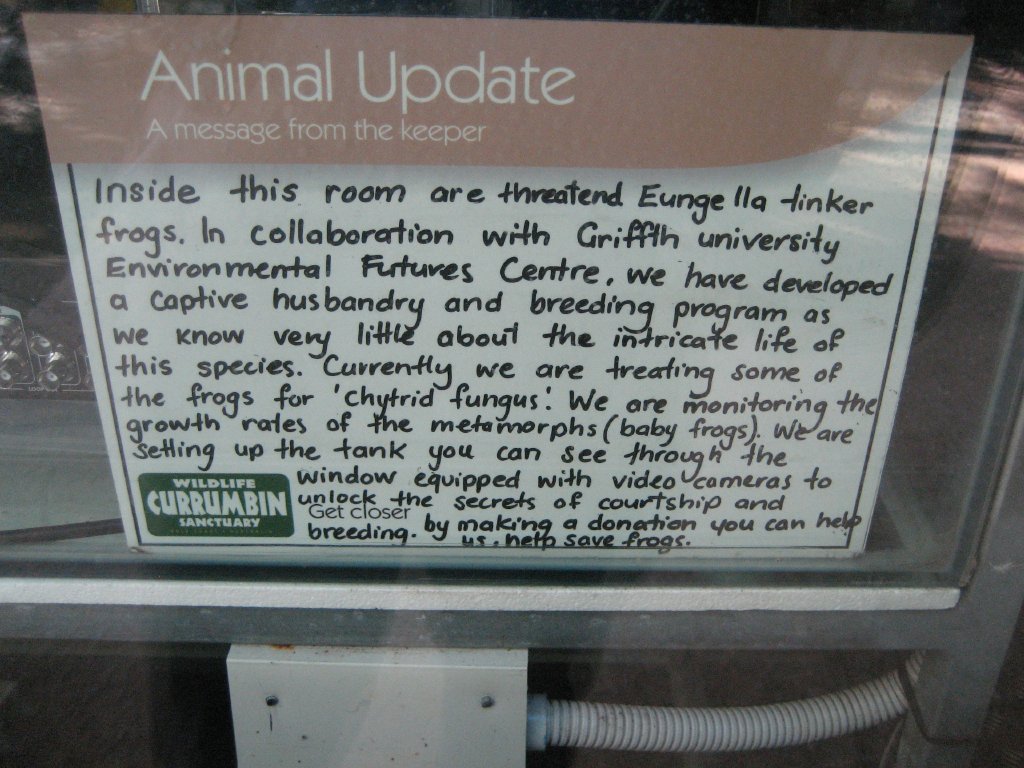 Animal Update
A message from the keeper
Inside this room are threatend Eungella tinker
frogs. In collaboration with Griffth university
Environmental Futures Centre, we have developed
a captive husbandry and breeding program as
we know very little about the intricate life of
this species. Currently we are treating some of
the frogs for 'chytrid fungus'. We are monitoring the
growth rates of the metamorphs (baby frogs). We are
setting up the tank you can see through the
window equipped with video cameras to
unlock the secrets of courtship and
Get closer
breeding. by making a donation you can help
us. help save frogs.
WILDLIFE
CURRUMBIN
SANCTUARY